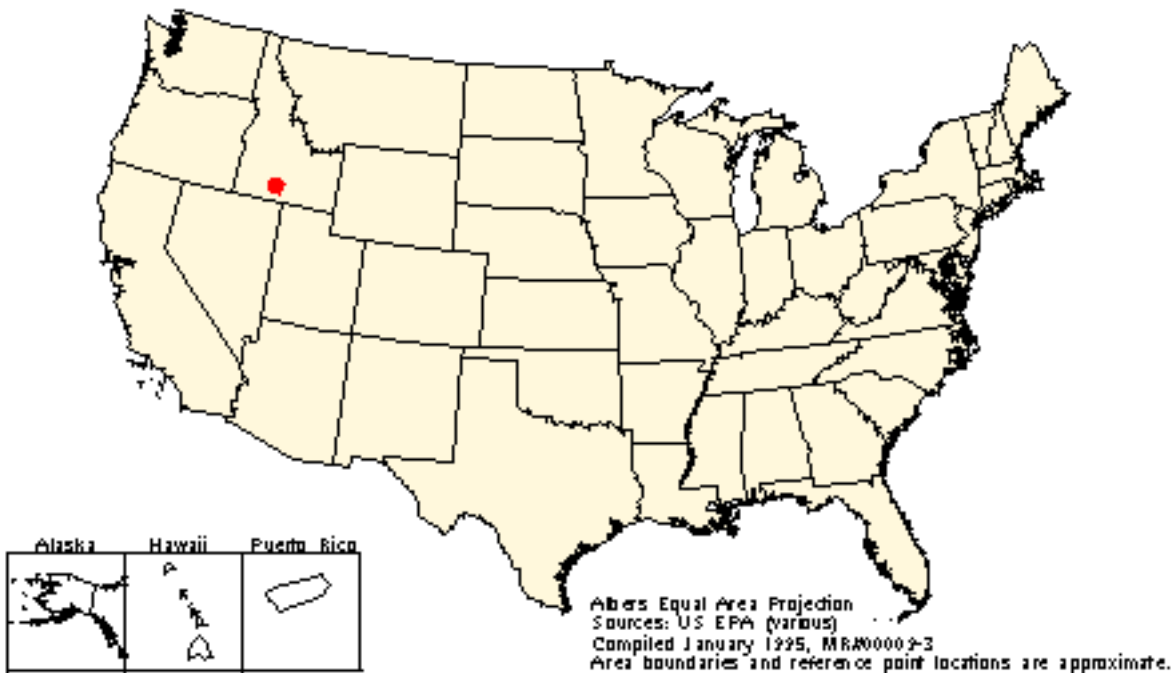 Alaska Hawaii Puerto Rico
Albers Equal Area Projection
Sources: US EPA (various)
Compiled January 1995, MR#00009-3
Area boundaries and reference point locations are approximate.